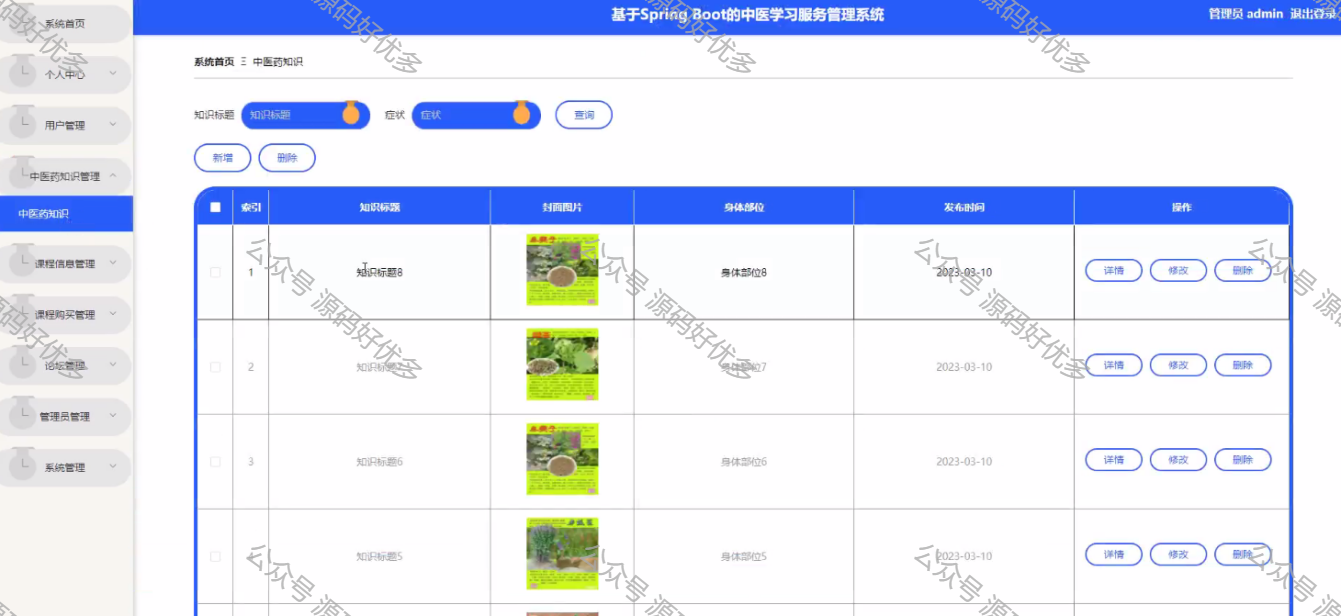 基于Spring Boot的中医学习服务管理系统
管理员 admin 退出登录
系统首页
个人中心
用户管理
中医药知识管理
中医药知识
课程信息管理
课程购买管理
论坛管理
管理员管理
系统管理
系统首页 Ξ 中医药知识
知识标题 知识标题 症状 症状 查询
新增 删除
索引 知识标题 封面图片 身体部位 发布时间 操作
1 知识标题8 身体部位8 2023-03-10 详情 修改 删除
2 知识标题7 身体部位7 2023-03-10 详情 修改 删除
3 知识标题6 身体部位6 2023-03-10 详情 修改 删除
知识标题5 身体部位5 2023-03-10 详情 修改 删除
公众号 源码好优多